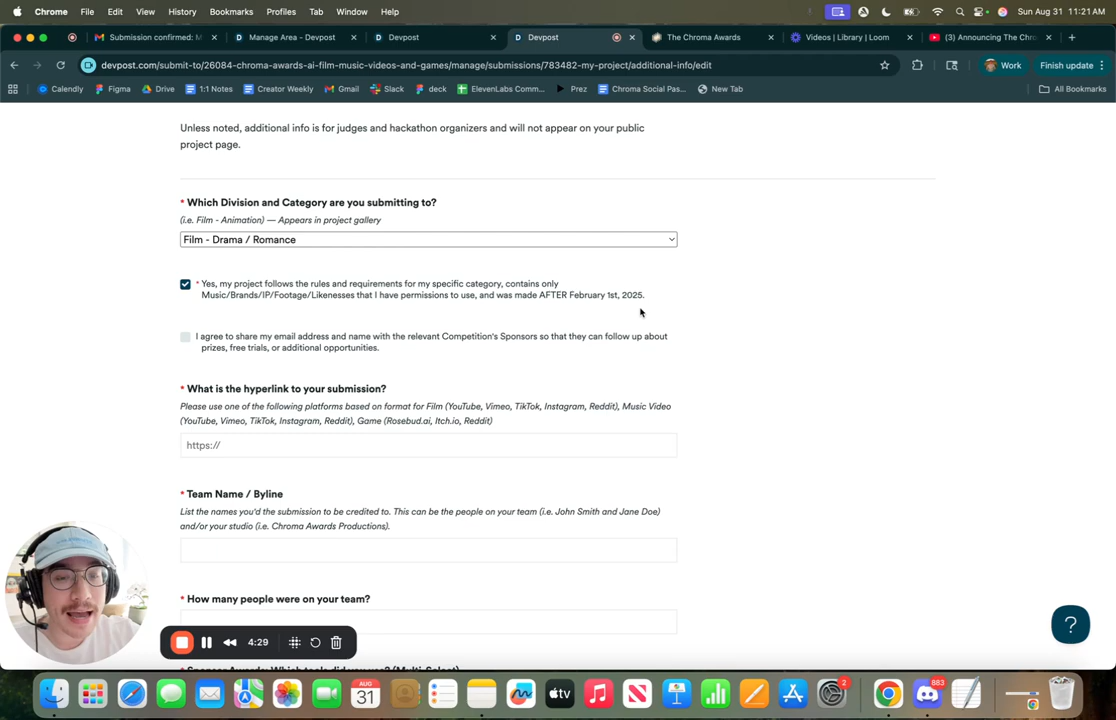 Chrome File Edit View History Bookmarks Profiles Tab Window Help Sun Aug 31 11:21AM
Submission confirmed: M Manage Area - Devpost Devpost Devpost The Chroma Awards Videos | Library | Loom (3) Announcing The Chro
devpost.com/submit-to/26084-chroma-awards-ai-film-music-videos-and-games/manage/submissions/783482-my-project/additional-info/edit Work Finish update
Calendly Figma Drive 1:1 Notes Creator Weekly Gmail Slack deck ElevenLabs Comm... Prez Chroma Social Pas... New Tab All Bookmarks
Unless noted, additional info is for judges and hackathon organizers and will not appear on your public
project page.
* Which Division and Category are you submitting to?
(i.e. Film - Animation) — Appears in project gallery
Film - Drama / Romance
* Yes, my project follows the rules and requirements for my specific category, contains only
Music/Brands/IP/Footage/Likenesses that I have permissions to use, and was made AFTER February 1st, 2025.
I agree to share my email address and name with the relevant Competition's Sponsors so that they can follow up about
prizes, free trials, or additional opportunities.
* What is the hyperlink to your submission?
Please use one of the following platforms based on format for Film (YouTube, Vimeo, TikTok, Instagram, Reddit), Music Video
(YouTube, Vimeo, TikTok, Instagram, Reddit), Game (Rosebud.ai, Itch.io, Reddit)
https://
* Team Name / Byline
List the names you'd the submission to be credited to. This can be the people on your team (i.e. John Smith and Jane Doe)
and/or your studio (i.e. Chroma Awards Productions).
* How many people were on your team?
4:29
* Sponsor Awards: Which tools did you use? (Multi-Select)
?
AUG
31
tv
2
883